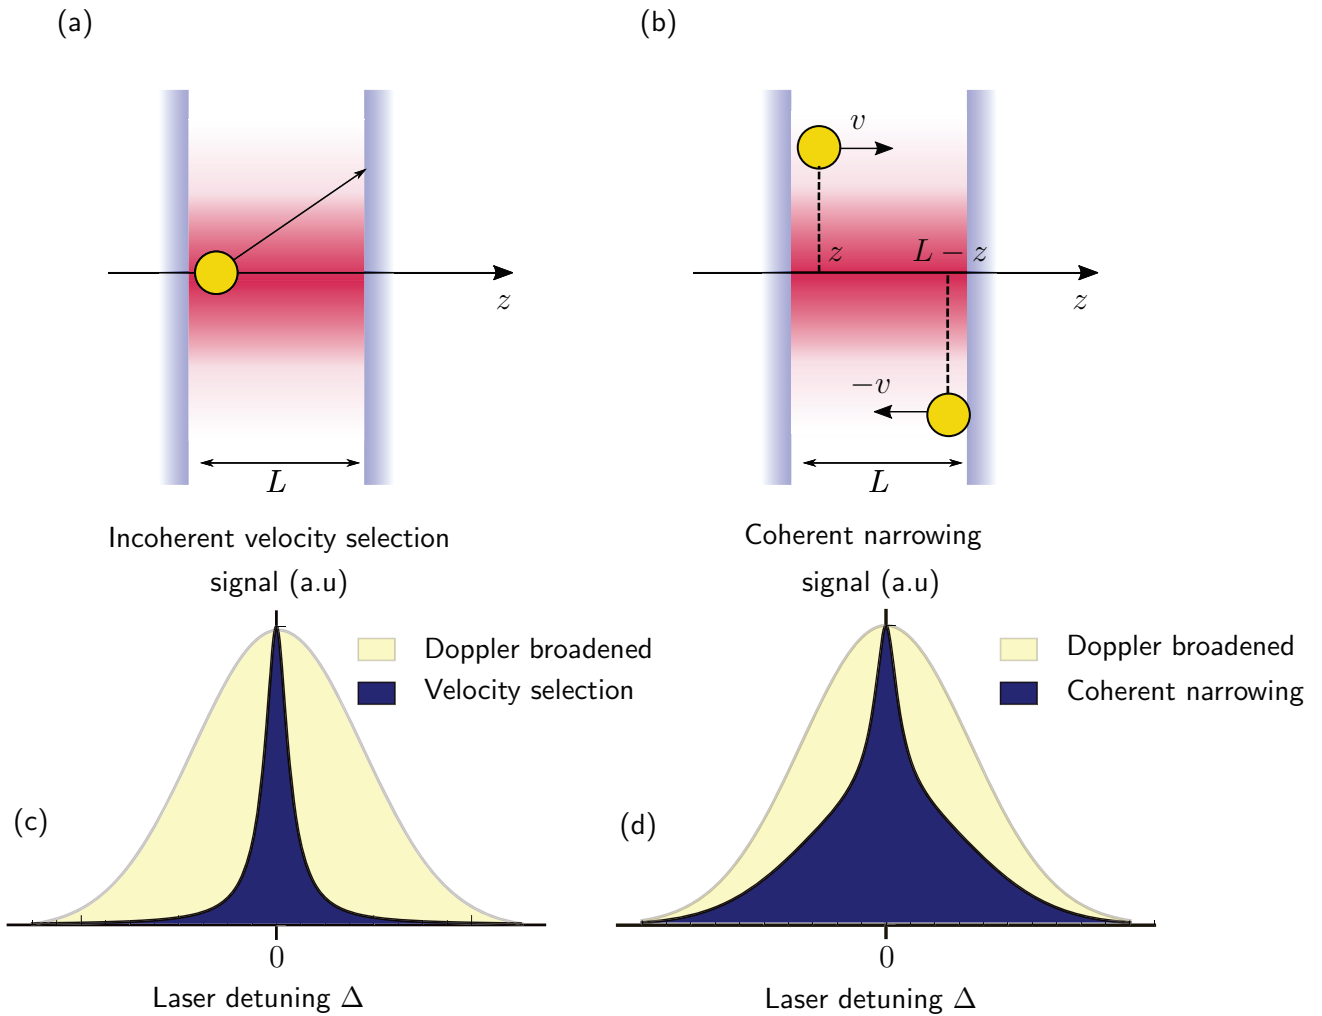 (a)
z
L
Incoherent velocity selection
(b)
v
z
L − z
z
−v
L
Coherent narrowing
signal (a.u)
Doppler broadened
Velocity selection
(c)
0
Laser detuning Δ
signal (a.u)
Doppler broadened
Coherent narrowing
(d)
0
Laser detuning Δ